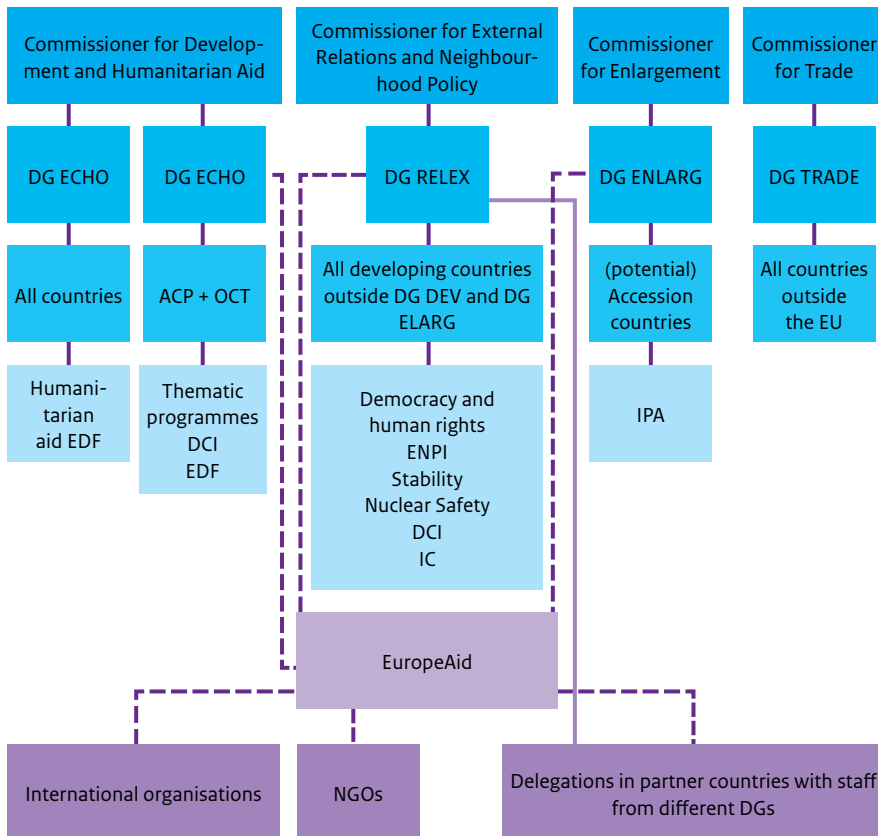 Commissioner for Develop-
ment and Humanitarian Aid
Commissioner for External
Relations and Neighbour-
hood Policy
Commissioner
for Enlargement
Commissioner
for Trade
DG ECHO
DG ECHO
DG RELEX
DG ENLARG
DG TRADE
All countries
ACP + OCT
All developing countries
outside DG DEV and DG
ELARG
(potential)
Accession
countries
All countries
outside
the EU
Humani-
tarian
aid EDF
Thematic
programmes
DCI
EDF
Democracy and
human rights
ENPI
Stability
Nuclear Safety
DCI
IC
IPA
EuropeAid
International organisations
NGOs
Delegations in partner countries with staff
from different DGs